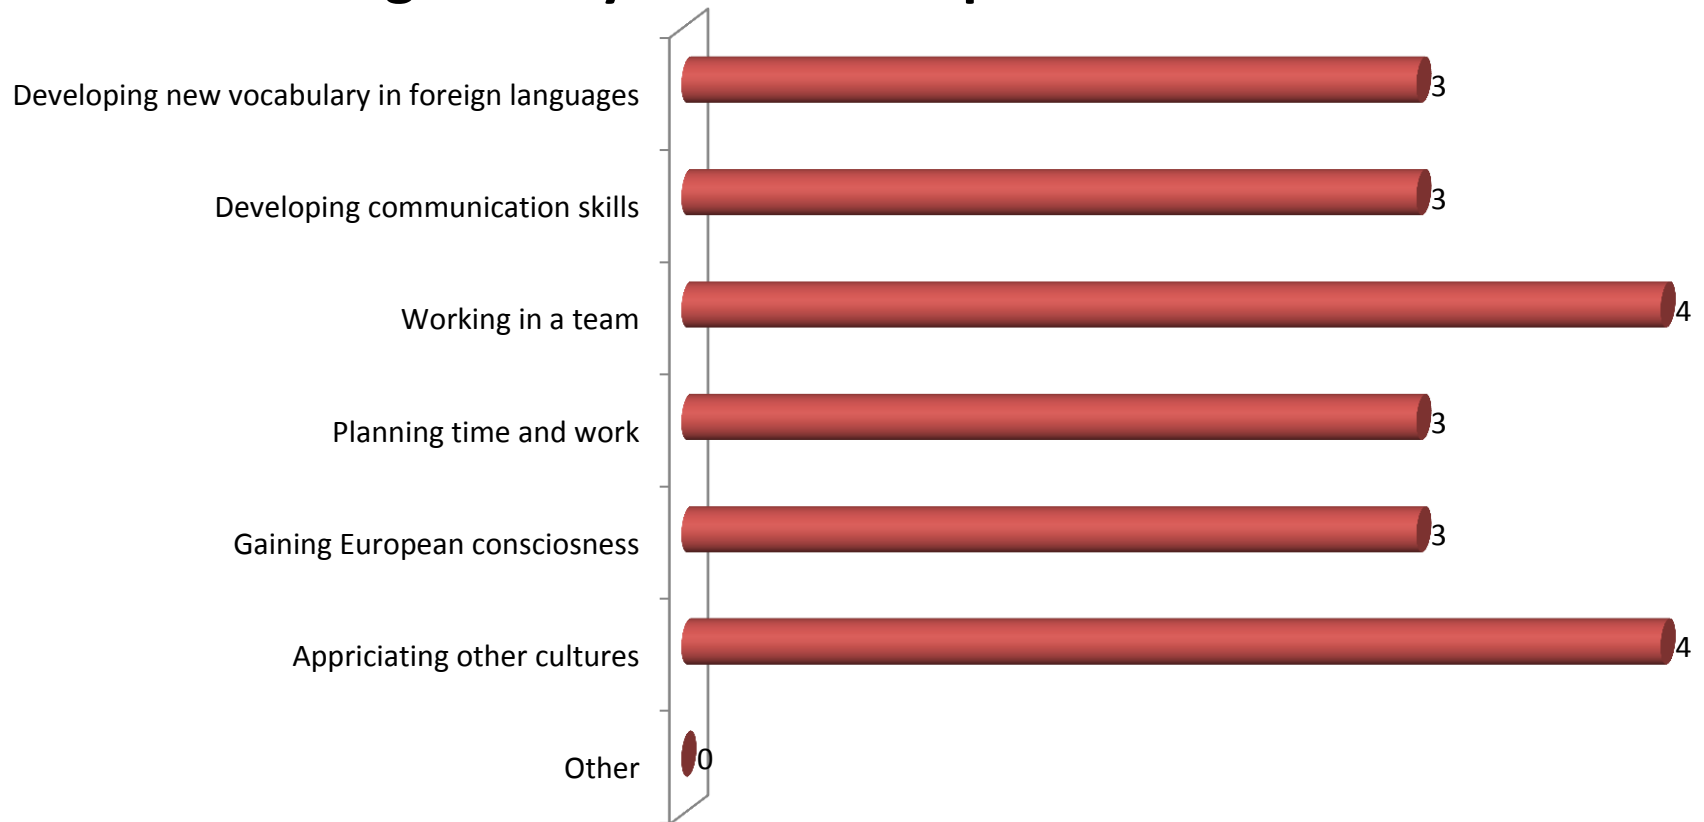 Developing new vocabulary in foreign languages 3
Developing communication skills 3
Working in a team 4
Planning time and work 3
Gaining European consciosness 3
Appriciating other cultures 4
Other 0